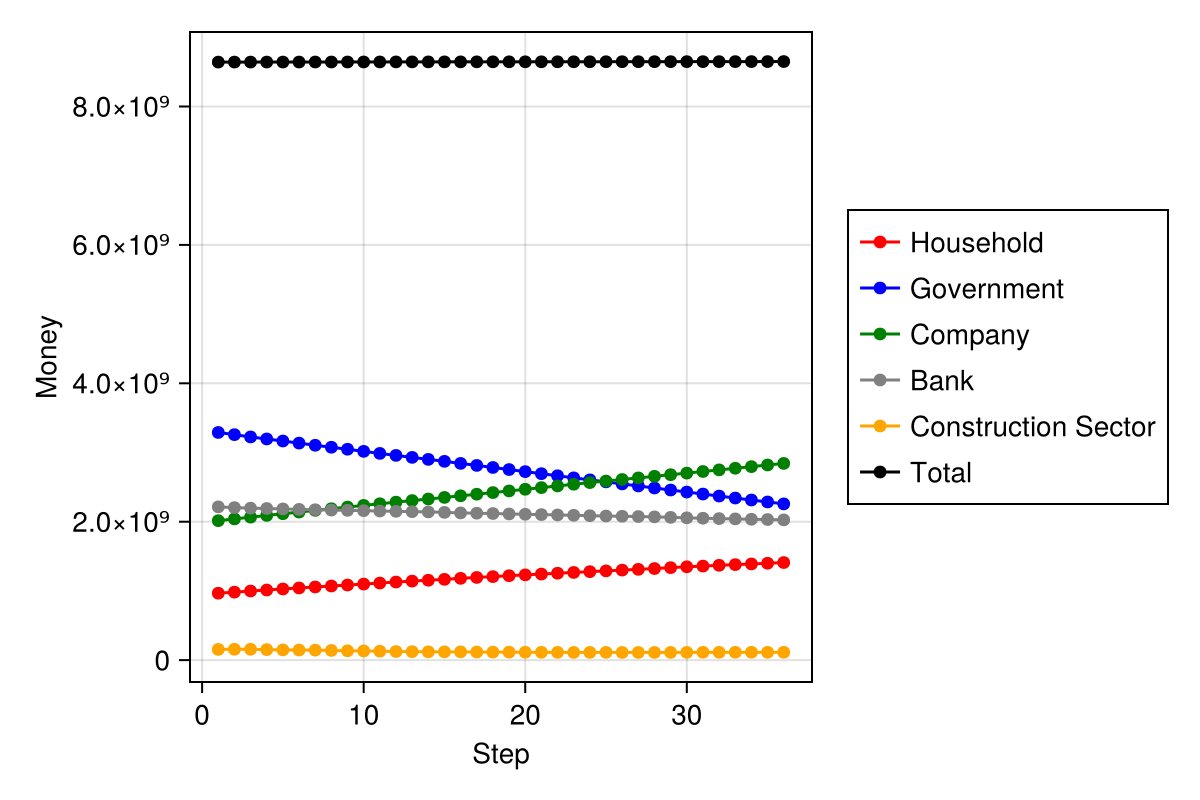 Money
8.0×10⁹
6.0×10⁹
4.0×10⁹
2.0×10⁹
0
0 10 20 30
Step
Household
Government
Company
Bank
Construction Sector
Total